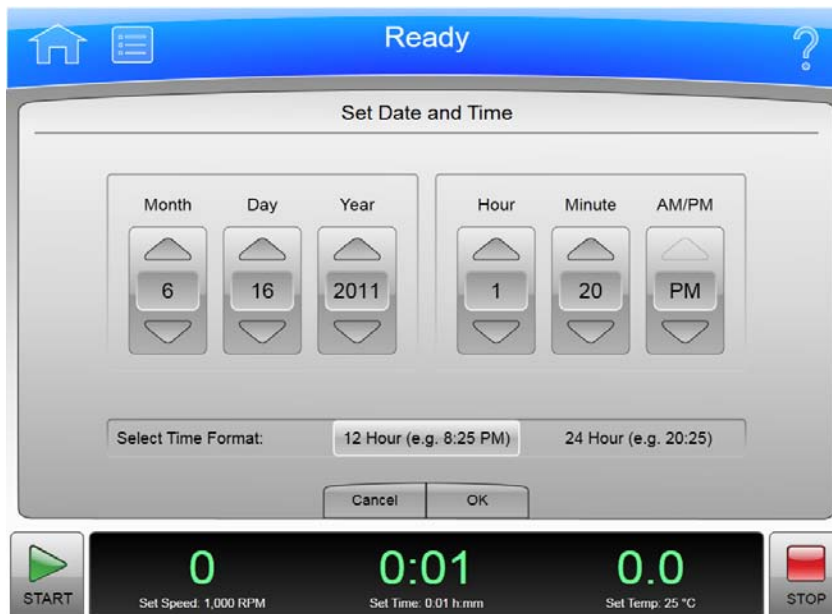 Ready
Set Date and Time
Month Day Year Hour Minute AM/PM
6 16 2011 1 20 PM
Select Time Format: 12 Hour (e.g. 8:25 PM) 24 Hour (e.g. 20:25)
Cancel OK
START
0 0:01 0.0
Set Speed: 1,000 RPM Set Time: 0:01 h:mm Set Temp: 25 °C
STOP